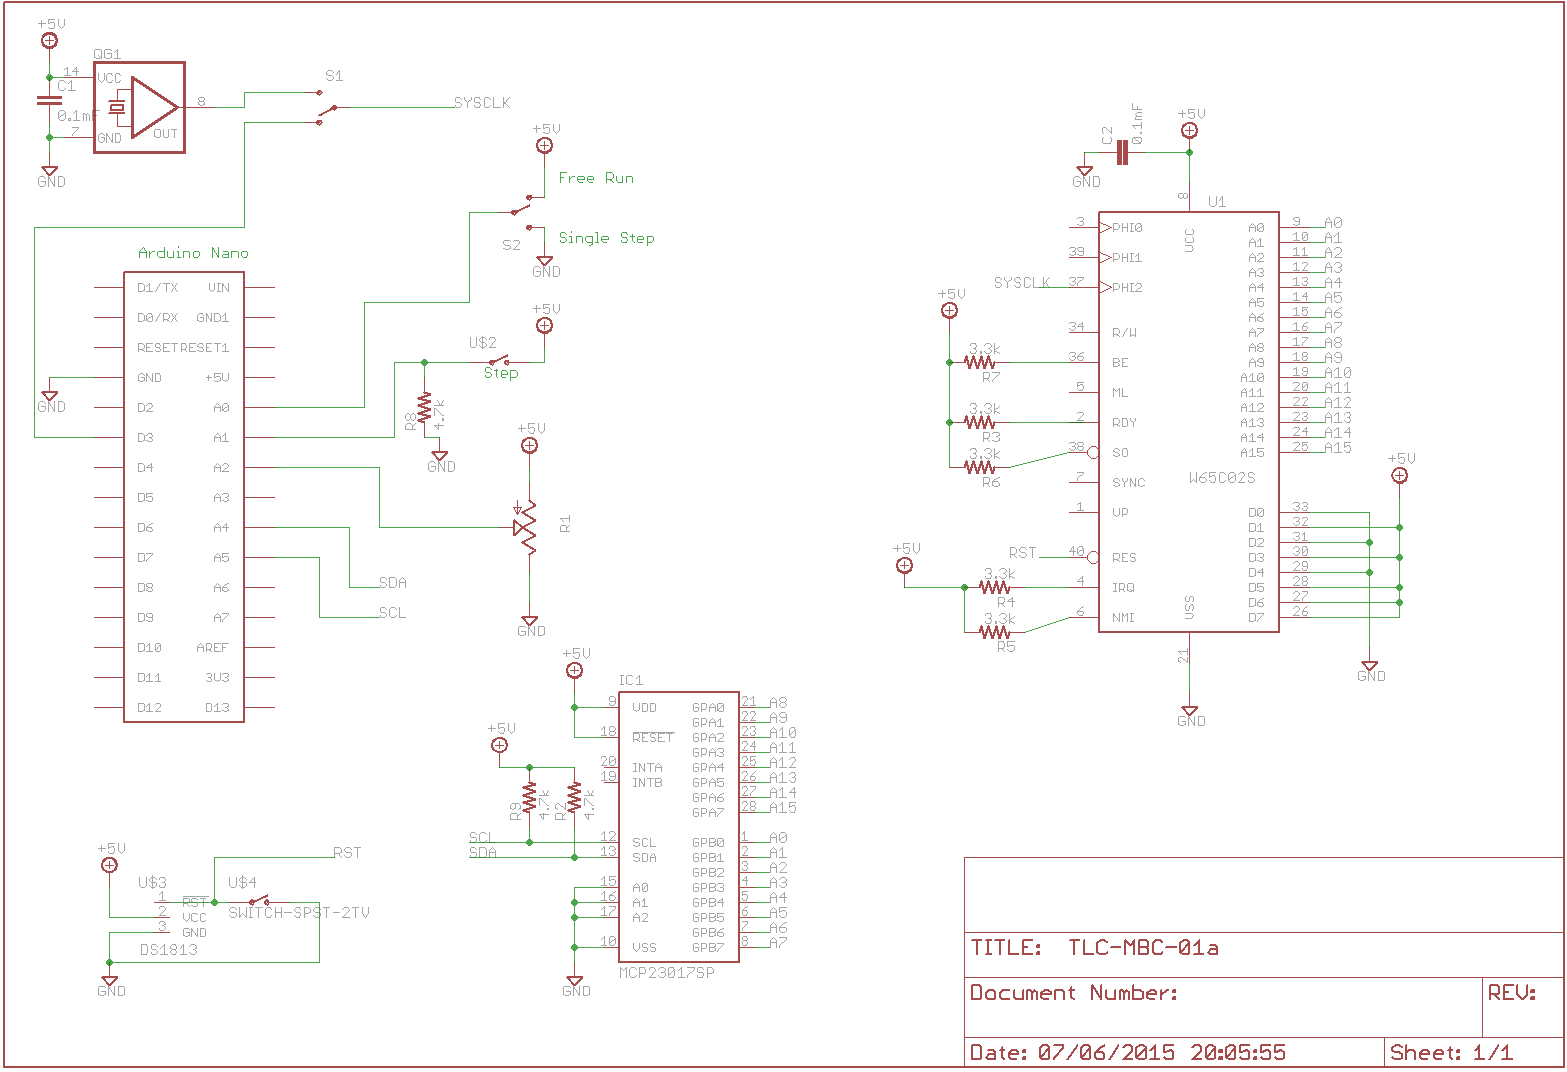 +5V
QG1
14
VCC
C1
0.1mF
7
GND
OUT
8
GND
S1
SYSCLK
+5V
Free Run
Single Step
S2
GND
Arduino Nano
D1/TX VIN
D0/RX GND1
RESET RESET1
GND +5V
D2 A0
D3 A1
D4 A2
D5 A3
D6 A4
D7 A5
D8 A6
D9 A7
D10 AREF
D11 3V3
D12 D13
GND
+5V
U$2
Step
R8
4.7k
GND
+5V
R1
GND
SDA
SCL
+5V
IC1
9 VDD GPA0 21 A8
GPA1 22 A9
18 RESET GPA2 23 A10
GPA3 24 A11
20 INTA GPA4 25 A12
19 INTB GPA5 26 A13
GPA6 27 A14
GPA7 28 A15
12 SCL GPB0 1 A0
13 SDA GPB1 2 A1
GPB2 3 A2
15 A0 GPB3 4 A3
16 A1 GPB4 5 A4
17 A2 GPB5 6 A5
GPB6 7 A6
10 VSS GPB7 8 A7
MCP23017SP
GND
+5V
R9
4.7k
R2
4.7k
SCL
SDA
+5V
RST
U$3
U$4
1 RST
2 VCC
3 GND
SWITCH-SPST-2TV
DS1813
GND
C2
0.1mF
+5V
GND
8
U1
VCC
3 PHI0
39 PHI1
SYSCLK 37 PHI2
34 R/W
36 BE
5 ML
2 RDY
38 SO
7 SYNC
1 UP
RST 40 RES
4 IRQ
6 NMI
A0 9 A0
A1 10 A1
A2 11 A2
A3 12 A3
A4 13 A4
A5 14 A5
A6 15 A6
A7 16 A7
A8 17 A8
A9 18 A9
A10 19 A10
A11 20 A11
A12 22 A12
A13 23 A13
A14 24 A14
A15 25 A15
W65C02S
D0 33
D1 32
D2 31
D3 30
D4 29
D5 28
D6 27
D7 26
VSS
21
GND
+5V
3.3k
R7
3.3k
R3
3.3k
R6
+5V
3.3k
R4
3.3k
R5
+5V
GND
TITLE: TLC-MBC-01a
Document Number:
REV:
Date: 07/06/2015 20:05:55
Sheet: 1/1